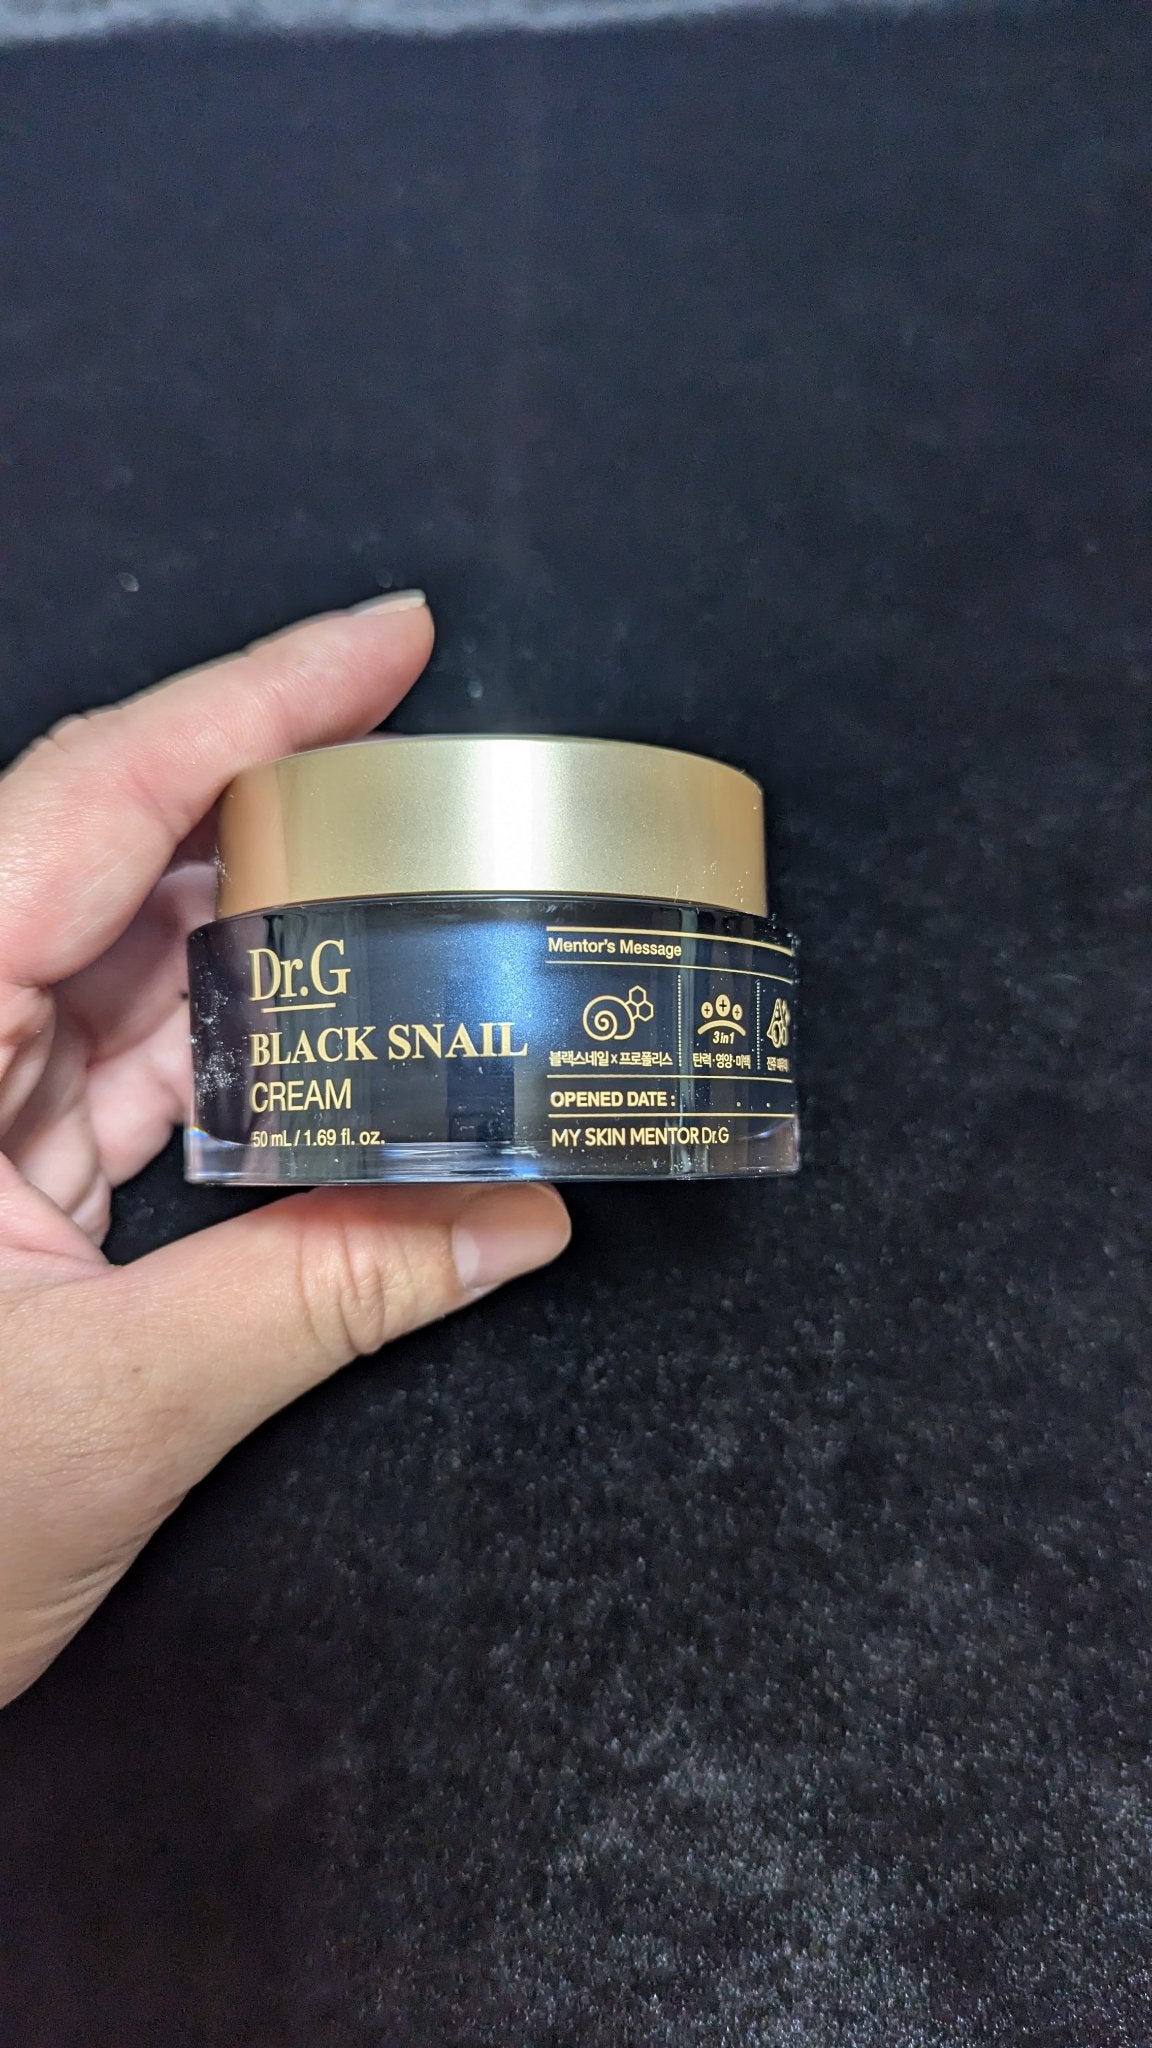 Dr.G
BLACK SNAIL
CREAM
50 mL / 1.69 fl. oz.
Mentor's Message
블랙스네일 x 프로폴리스
3 in 1
탄력·영양·미백
OPENED DATE : . .
MY SKIN MENTOR Dr.G